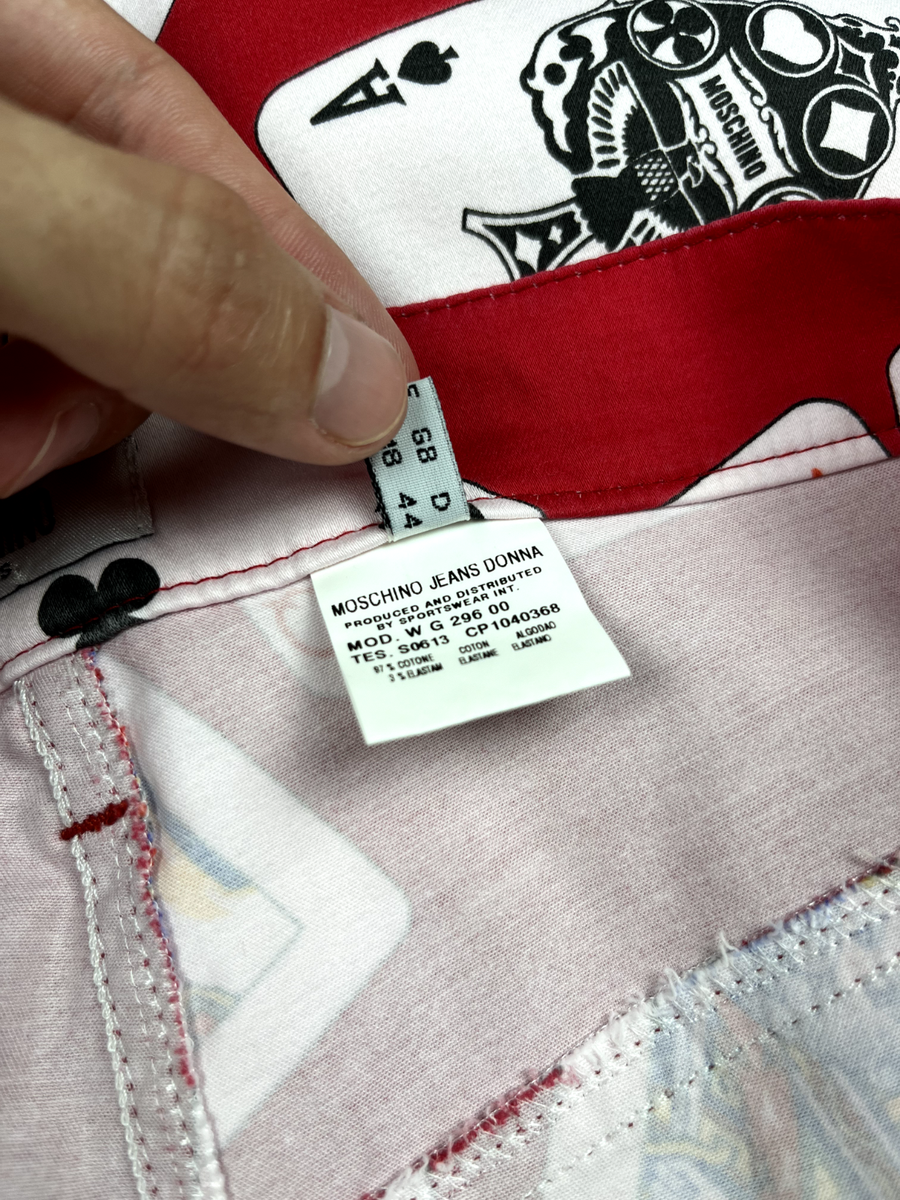 A
MOSCHINO
GB D
18 44
MOSCHINO JEANS DONNA
PRODUCED AND DISTRIBUTED
BY SPORTSWEAR INT.
MOD. W G 296 00
TES. S0613 CP1040368
97 % COTONE COTON ALGODAO
3 % ELASTAM ELASTANE ELASTANO